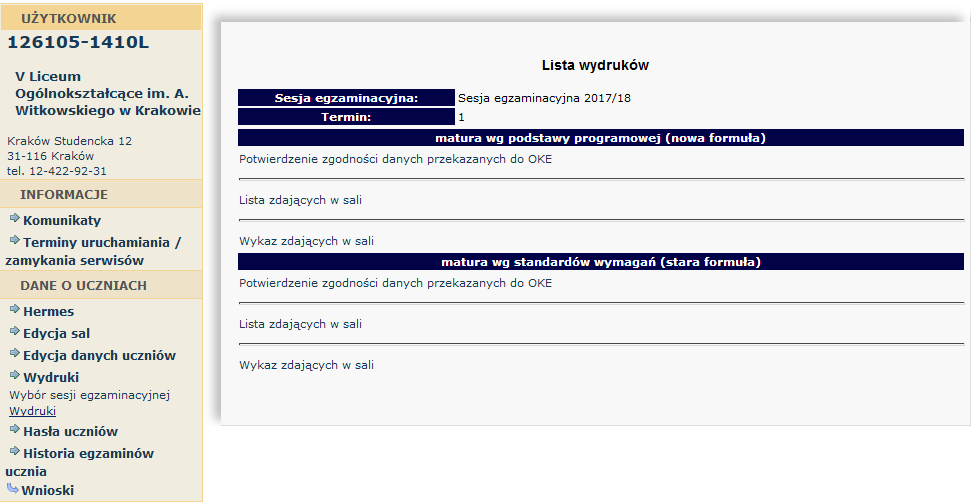 UŻYTKOWNIK
126105-1410L
V Liceum
Ogólnokształcące im. A.
Witkowskiego w Krakowie
Kraków Studencka 12
31-116 Kraków
tel. 12-422-92-31
INFORMACJE
Komunikaty
Terminy uruchamiania /
zamykania serwisów
DANE O UCZNIACH
Hermes
Edycja sal
Edycja danych uczniów
Wydruki
Wybór sesji egzaminacyjnej
Wydruki
Hasła uczniów
Historia egzaminów
ucznia
Wnioski
Lista wydruków
Sesja egzaminacyjna: Sesja egzaminacyjna 2017/18
Termin: 1
matura wg podstawy programowej (nowa formuła)
Potwierdzenie zgodności danych przekazanych do OKE
Lista zdających w sali
Wykaz zdających w sali
matura wg standardów wymagań (stara formuła)
Potwierdzenie zgodności danych przekazanych do OKE
Lista zdających w sali
Wykaz zdających w sali